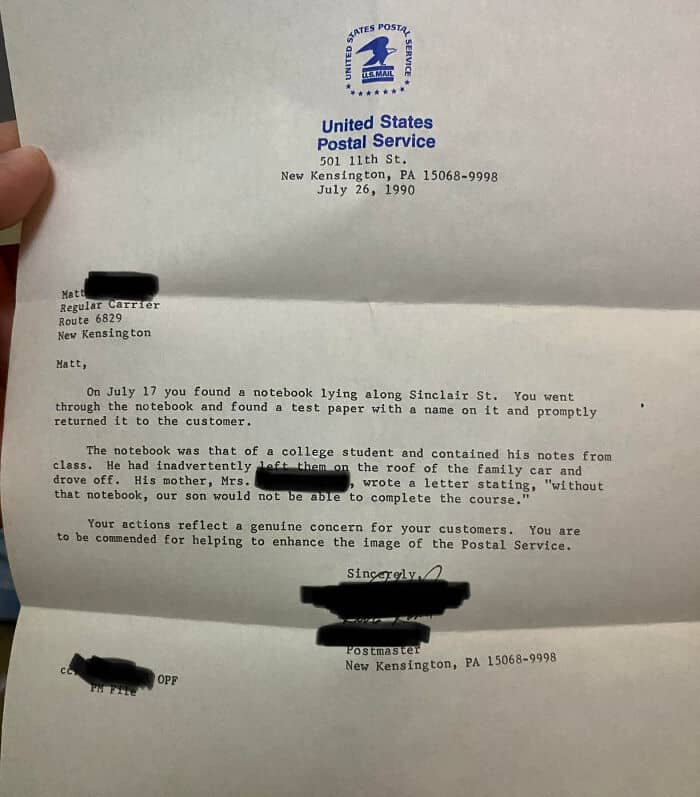 UNITED STATES POSTAL SERVICE
U.S. MAIL
United States
Postal Service
501 11th St.
New Kensington, PA 15068-9998
July 26, 1990
Matt
Regular Carrier
Route 6829
New Kensington
Matt,
On July 17 you found a notebook lying along Sinclair St. You went
through the notebook and found a test paper with a name on it and promptly
returned it to the customer.
The notebook was that of a college student and contained his notes from
class. He had inadvertently left them on the roof of the family car and
drove off. His mother, Mrs. , wrote a letter stating, "without
that notebook, our son would not be able to complete the course."
Your actions reflect a genuine concern for your customers. You are
to be commended for helping to enhance the image of the Postal Service.
Sincerely,
Postmaster
New Kensington, PA 15068-9998
cc: OPF
PM File